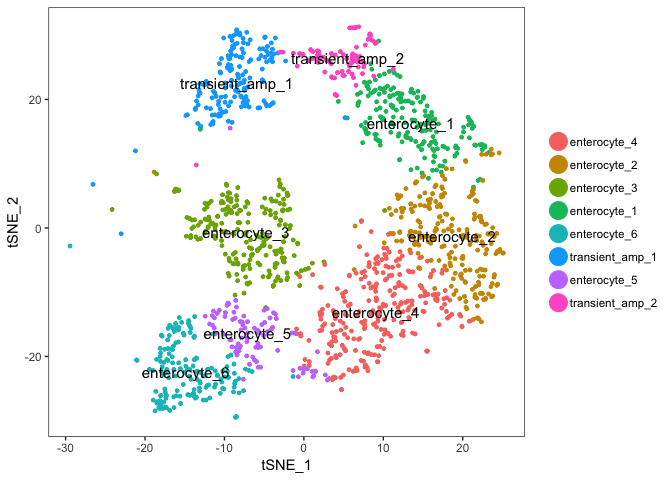 transient_amp_2
transient_amp_1
enterocyte_1
enterocyte_3
enterocyte_2
enterocyte_4
enterocyte_5
enterocyte_6
20
0
-20
tSNE_2
-30
-20
-10
0
10
20
tSNE_1
enterocyte_4
enterocyte_2
enterocyte_3
enterocyte_1
enterocyte_6
transient_amp_1
enterocyte_5
transient_amp_2